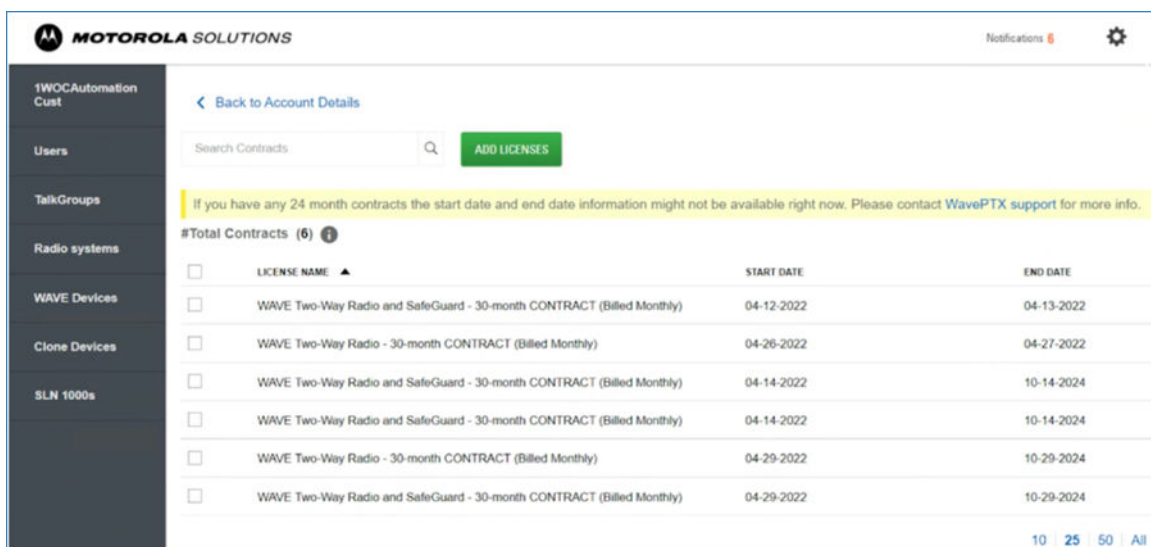 MOTOROLA SOLUTIONS
Notifications 6
1WOCAutomation
Cust
Users
TalkGroups
Radio systems
WAVE Devices
Clone Devices
SLN 1000s
Back to Account Details
Search Contracts
ADD LICENSES
If you have any 24 month contracts the start date and end date information might not be available right now. Please contact WavePTX support for more info.
#Total Contracts (6)
LICENSE NAME ▲ START DATE END DATE
WAVE Two-Way Radio and SafeGuard - 30-month CONTRACT (Billed Monthly) 04-12-2022 04-13-2022
WAVE Two-Way Radio - 30-month CONTRACT (Billed Monthly) 04-26-2022 04-27-2022
WAVE Two-Way Radio and SafeGuard - 30-month CONTRACT (Billed Monthly) 04-14-2022 10-14-2024
WAVE Two-Way Radio and SafeGuard - 30-month CONTRACT (Billed Monthly) 04-14-2022 10-14-2024
WAVE Two-Way Radio - 30-month CONTRACT (Billed Monthly) 04-29-2022 10-29-2024
WAVE Two-Way Radio and SafeGuard - 30-month CONTRACT (Billed Monthly) 04-29-2022 10-29-2024
10 | 25 | 50 | All